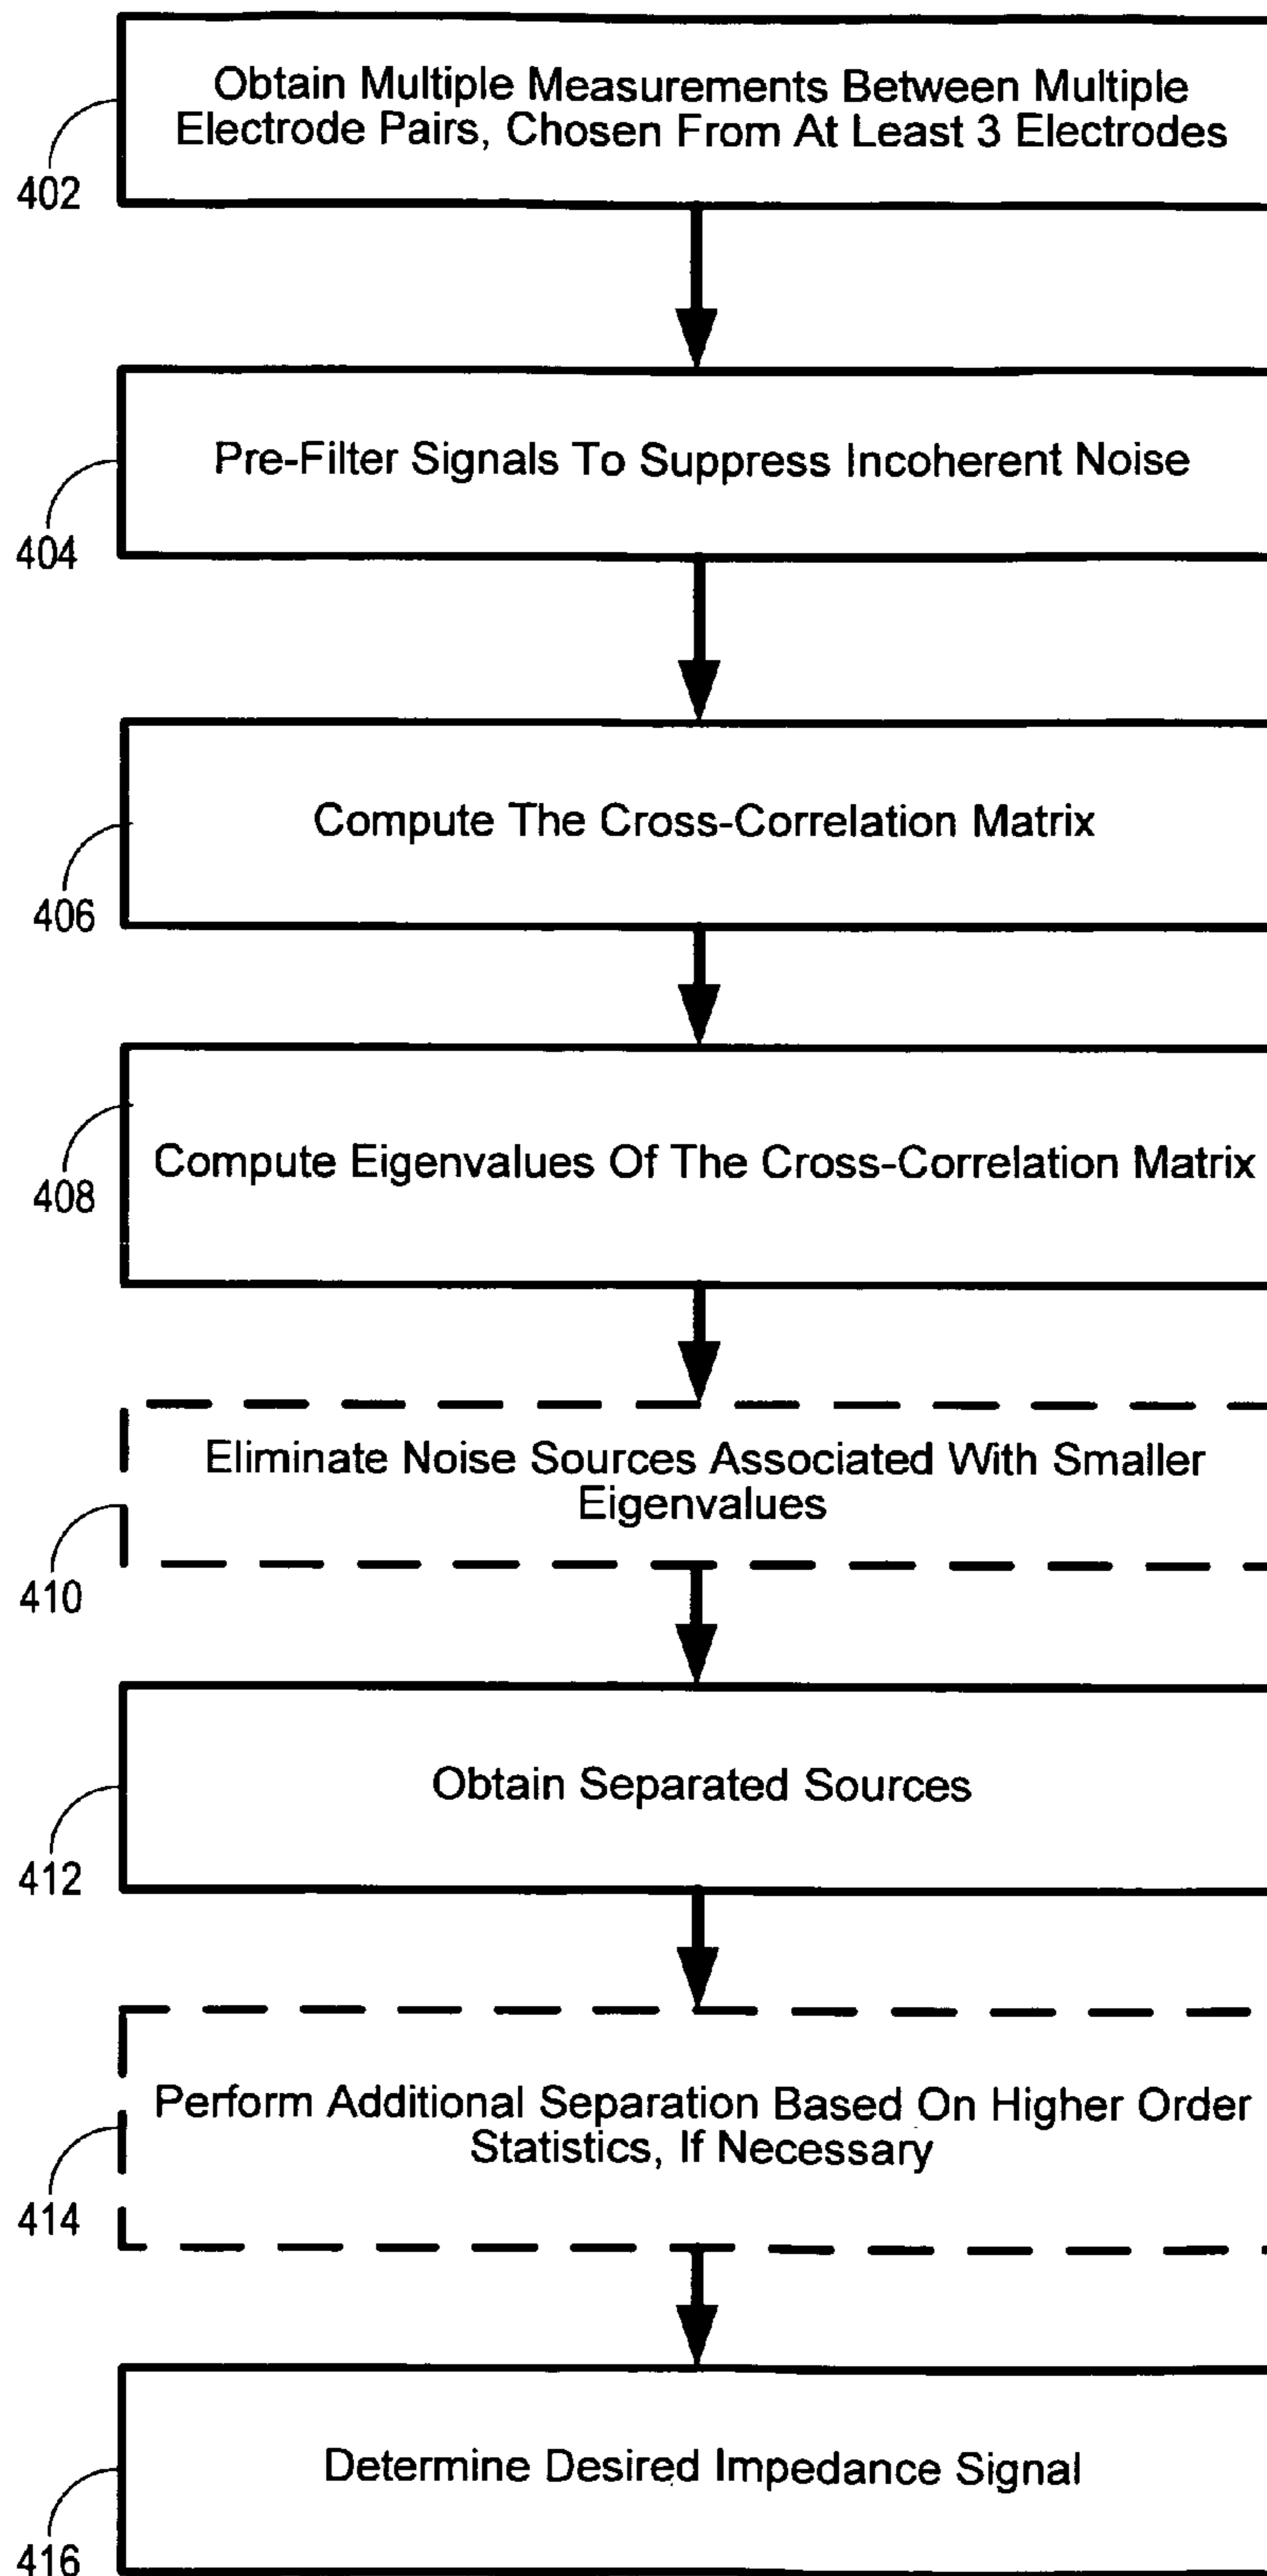 Obtain Multiple Measurements Between Multiple
Electrode Pairs, Chosen From At Least 3 Electrodes
402
Pre-Filter Signals To Suppress Incoherent Noise
404
Compute The Cross-Correlation Matrix
406
Compute Eigenvalues Of The Cross-Correlation Matrix
408
Eliminate Noise Sources Associated With Smaller
Eigenvalues
410
Obtain Separated Sources
412
Perform Additional Separation Based On Higher Order
Statistics, If Necessary
414
Determine Desired Impedance Signal
416